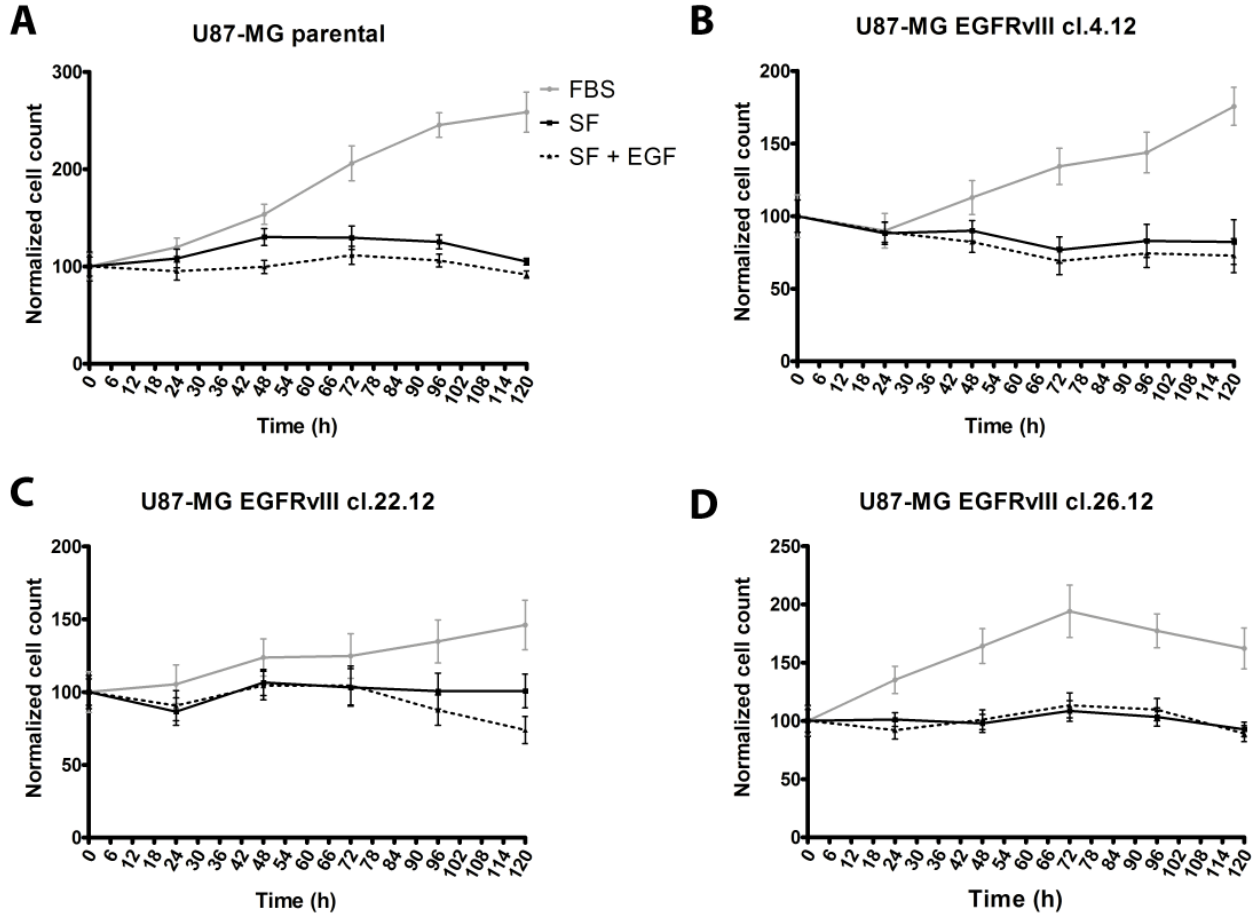 A
U87-MG parental
300
200
100
0
Normalized cell count
0 6 12 18 24 30 36 42 48 54 60 66 72 78 84 90 96 102 108 114 120
Time (h)
FBS
SF
SF + EGF
B
U87-MG EGFRvIII cl.4.12
200
150
100
50
0
Normalized cell count
0 6 12 18 24 30 36 42 48 54 60 66 72 78 84 90 96 102 108 114 120
Time (h)
C
U87-MG EGFRvIII cl.22.12
200
150
100
50
0
Normalized cell count
0 6 12 18 24 30 36 42 48 54 60 66 72 78 84 90 96 102 108 114 120
Time (h)
D
U87-MG EGFRvIII cl.26.12
250
200
150
100
50
0
Normalized cell count
0 6 12 18 24 30 36 42 48 54 60 66 72 78 84 90 96 102 108 114 120
Time (h)